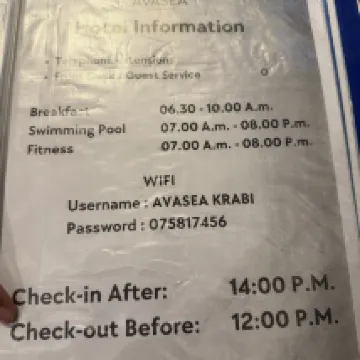 AVASEA
Hotel Information
• Telephone Extensions
• Front Desk / Guest Service 0
Breakfast 06.30 - 10.00 A.m.
Swimming Pool 07.00 A.m. - 08.00 P.m.
Fitness 07.00 A.m. - 08.00 P.m.
WiFi
Username : AVASEA KRABI
Password : 075817456
Check-in After: 14:00 P.M.
Check-out Before: 12:00 P.M.